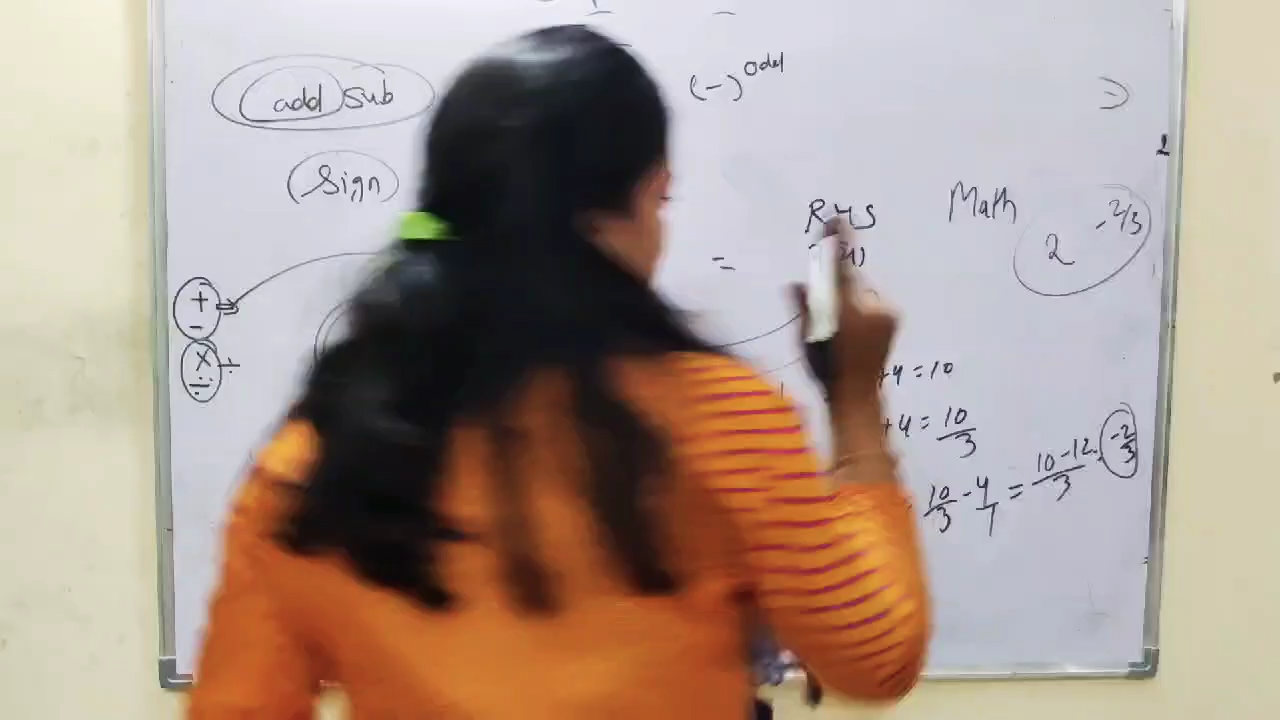 add sub
(-)^Odd
Sign
RHS
Math
2^-2/3
=
+
-
×
÷
÷
+4 = 10
+4 = 10/3
10/3 - 4/1 = 10-12/3 -2/3